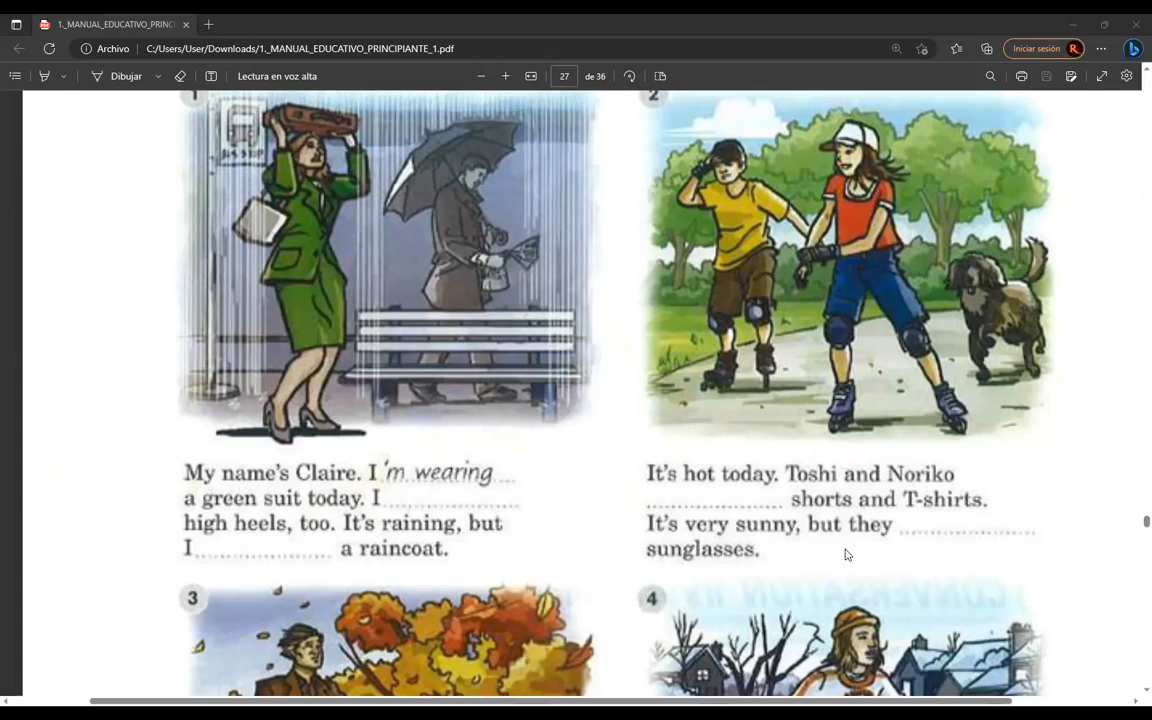 1._MANUAL_EDUCATIVO_PRINCI
Archivo C:/Users/User/Downloads/1._MANUAL_EDUCATIVO_PRINCIPIANTE_1.pdf Iniciar sesión R
Dibujar Lectura en voz alta 27 de 36
1
2
My name's Claire. I 'm wearing
a green suit today. I
high heels, too. It's raining, but
I a raincoat.
It's hot today. Toshi and Noriko
shorts and T-shirts.
It's very sunny, but they
sunglasses.
3
4